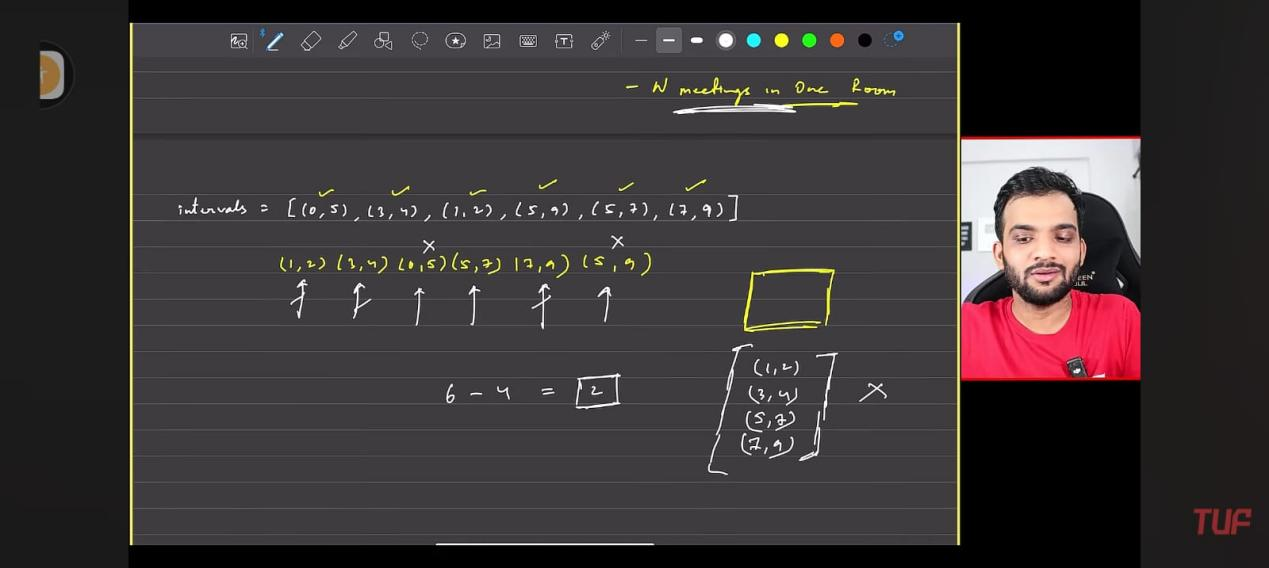 - N meetings in One Room
intervals = [(0,5), (3,4), (1,2), (5,9), (5,7), (7,9)]
(1,2) (3,4) (0,5) (5,7) (7,9) (5,9)
6 - 4 = 2
(1,2)
(3,4)
(5,7)
(7,9)
TUF